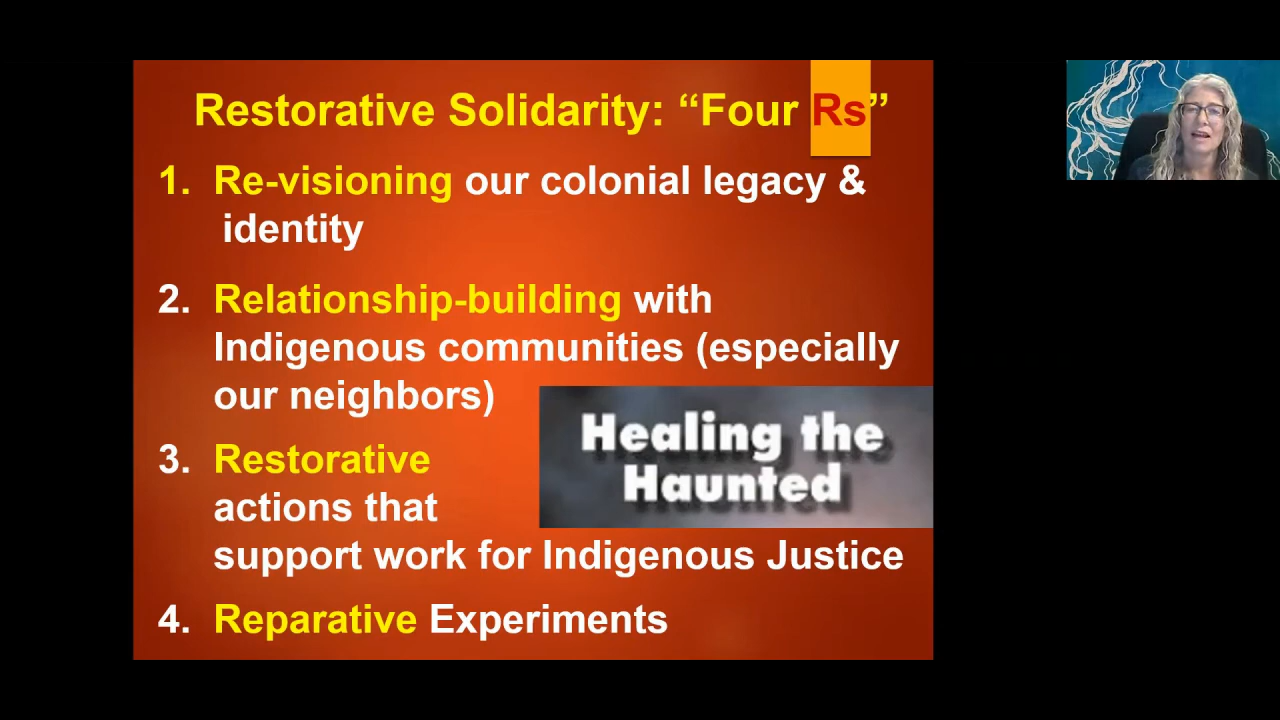 Restorative Solidarity: “Four Rs”
1. Re-visioning our colonial legacy &
identity
2. Relationship-building with
Indigenous communities (especially
our neighbors)
3. Restorative
actions that
support work for Indigenous Justice
Healing the
Haunted
4. Reparative Experiments